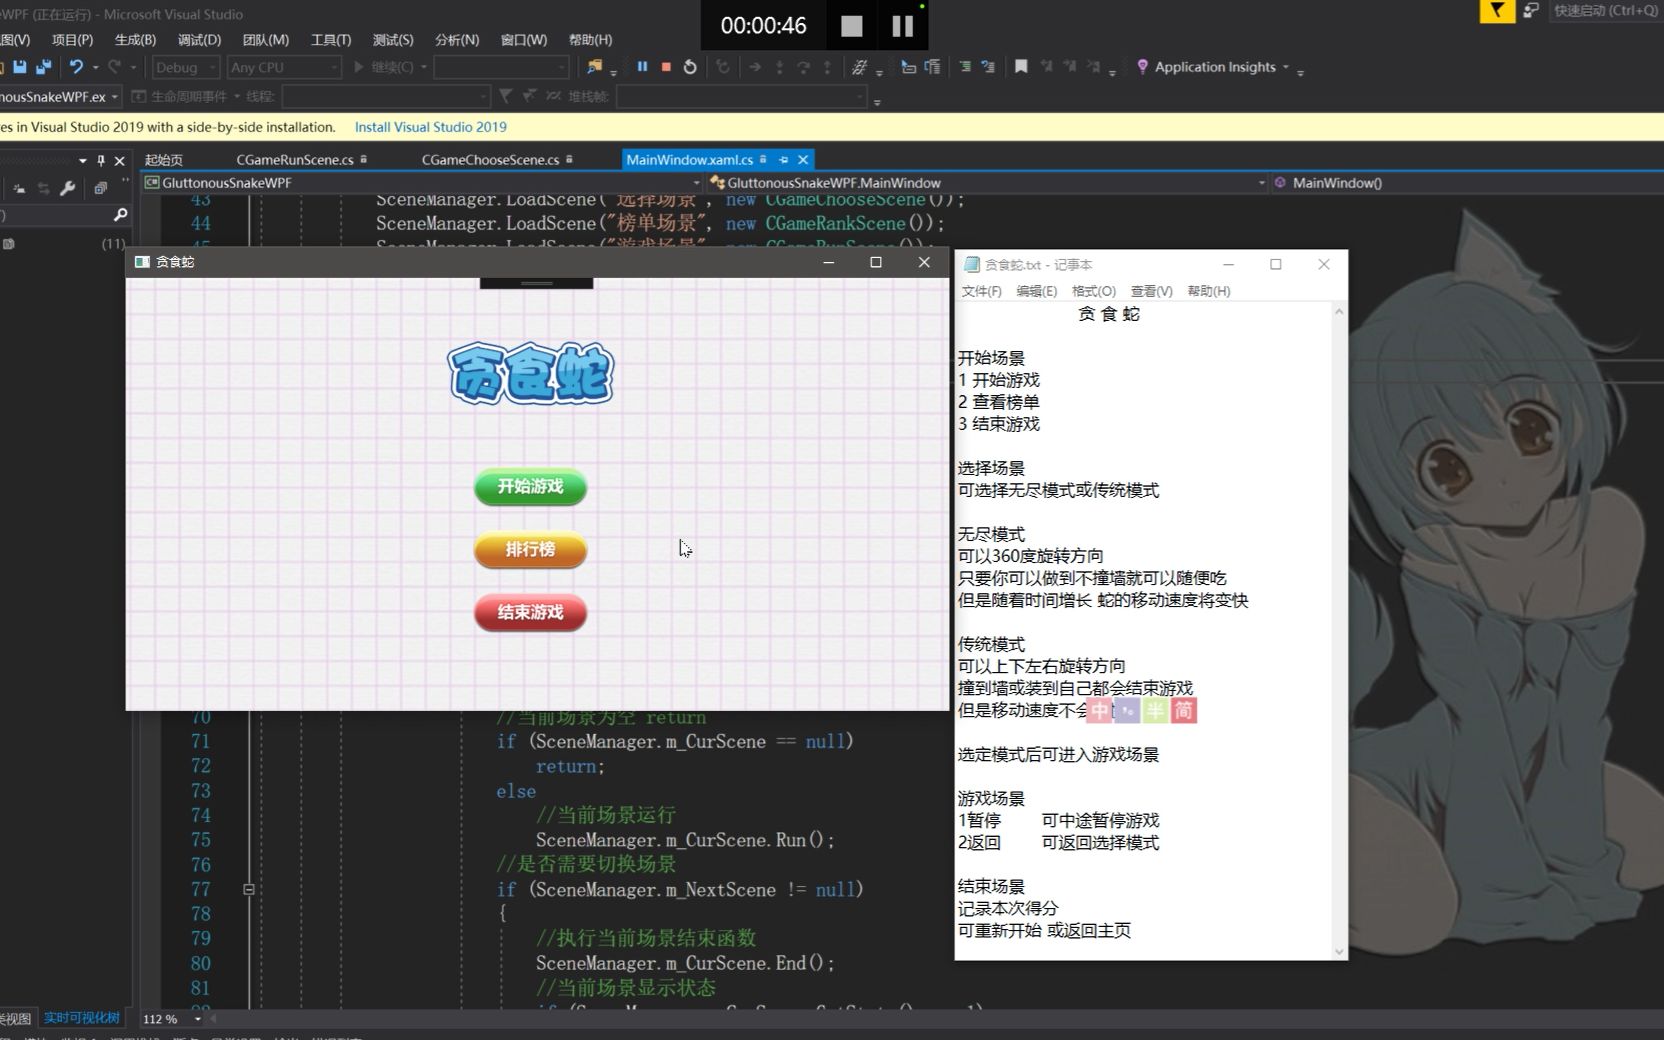 eWPF (正在运行) - Microsoft Visual Studio
00:00:46
快速启动 (Ctrl+Q)
图(V) 项目(P) 生成(B) 调试(D) 团队(M) 工具(T) 测试(S) 分析(N) 窗口(W) 帮助(H)
Debug Any CPU 继续(C) Application Insights
nousSnakeWPF.ex 生命周期事件 线程: 堆栈帧:
es in Visual Studio 2019 with a side-by-side installation. Install Visual Studio 2019
起始页 CGameRunScene.cs CGameChooseScene.cs MainWindow.xaml.cs
GluttonousSnakeWPF GluttonousSnakeWPF.MainWindow MainWindow()
43 SceneManager.LoadScene("选择场景", new CGameChooseScene());
44 SceneManager.LoadScene("榜单场景", new CGameRankScene());
45 SceneManager.LoadScene("游戏场景", new CGameRunScene());
(11)
贪食蛇
贪食蛇
开始游戏
排行榜
结束游戏
贪食蛇.txt - 记事本
文件(F) 编辑(E) 格式(O) 查看(V) 帮助(H)
贪 食 蛇
开始场景
1 开始游戏
2 查看榜单
3 结束游戏
选择场景
可选择无尽模式或传统模式
无尽模式
可以360度旋转方向
只要你可以做到不撞墙就可以随便吃
但是随着时间增长 蛇的移动速度将变快
传统模式
可以上下左右旋转方向
撞到墙或装到自己都会结束游戏
但是移动速度不会
中 半 简
选定模式后可进入游戏场景
游戏场景
1暂停 可中途暂停游戏
2返回 可返回选择模式
结束场景
记录本次得分
可重新开始 或返回主页
70 //当前场景为空 return
71 if (SceneManager.m_CurScene == null)
72 return;
73 else
74 //当前场景运行
75 SceneManager.m_CurScene.Run();
76 //是否需要切换场景
77 if (SceneManager.m_NextScene != null)
78 {
79 //执行当前场景结束函数
80 SceneManager.m_CurScene.End();
81 //当前场景显示状态
类视图 实时可视化树 112 %